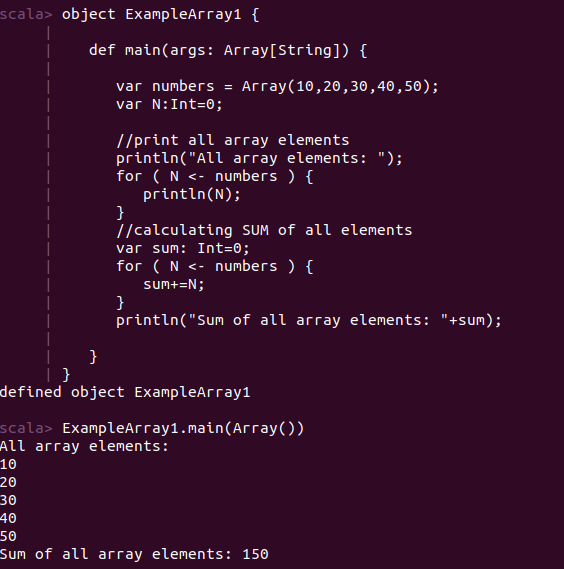 scala> object ExampleArray1 {
|
| def main(args: Array[String]) {
|
| var numbers = Array(10,20,30,40,50);
| var N:Int=0;
|
| //print all array elements
| println("All array elements: ");
| for ( N <- numbers ) {
| println(N);
| }
| //calculating SUM of all elements
| var sum: Int=0;
| for ( N <- numbers ) {
| sum+=N;
| }
| println("Sum of all array elements: "+sum);
|
| }
| }
defined object ExampleArray1
scala> ExampleArray1.main(Array())
All array elements:
10
20
30
40
50
Sum of all array elements: 150